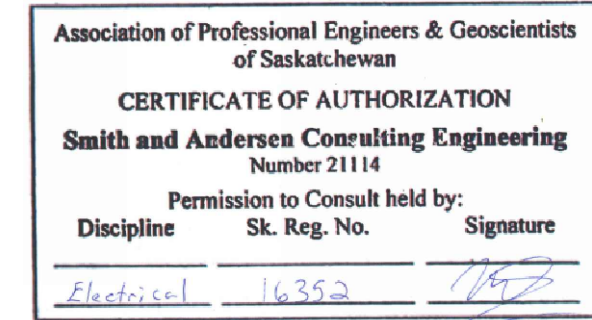 Association of Professional Engineers & Geoscientists
of Saskatchewan
CERTIFICATE OF AUTHORIZATION
Smith and Andersen Consulting Engineering
Number 21114
Permission to Consult held by:
Discipline Sk. Reg. No. Signature
Electrical 16352